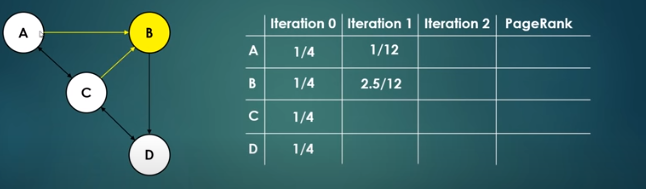 Iteration 0 Iteration 1 Iteration 2 PageRank
A B
A 1/4 1/12
B 1/4 2.5/12
C
C 1/4
D 1/4
D